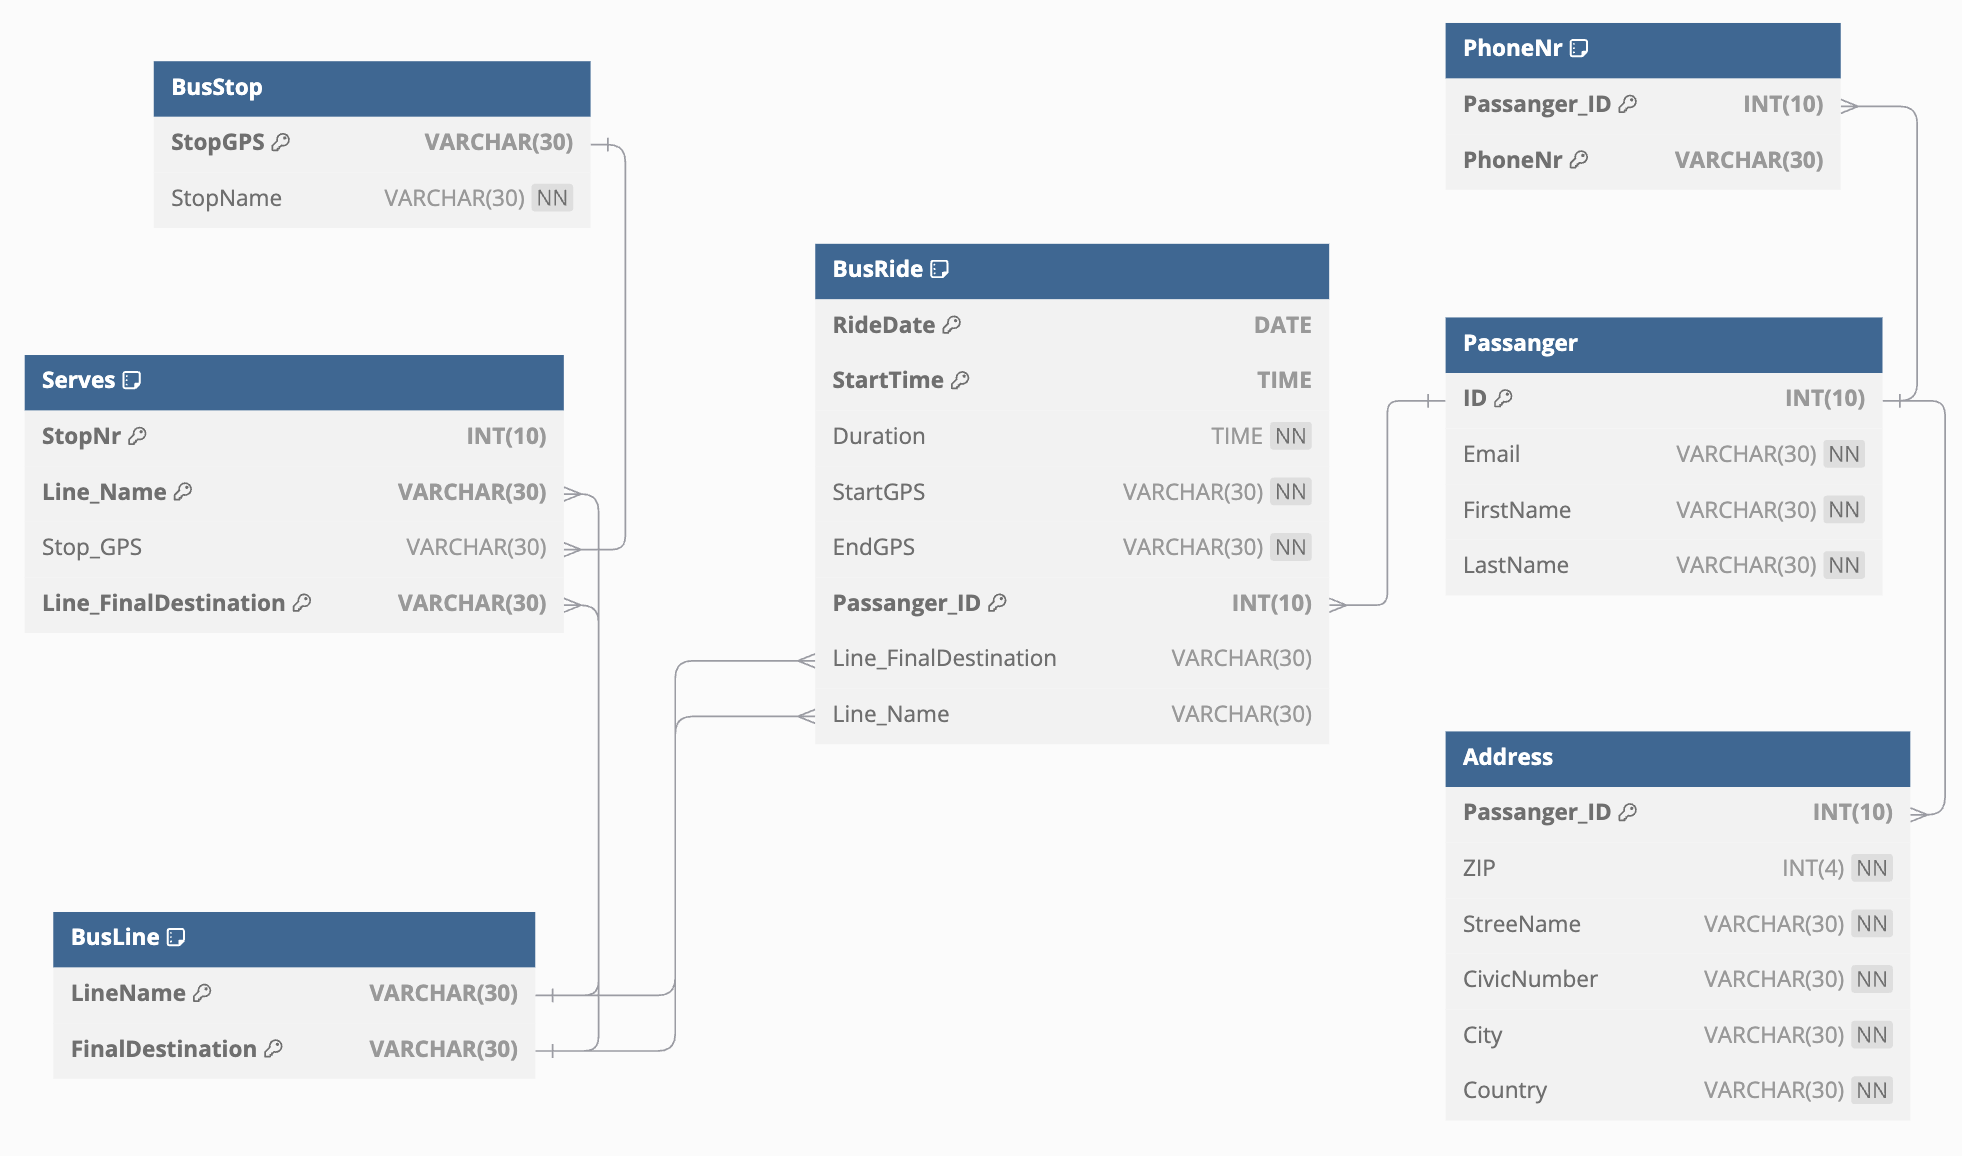 BusStop
StopGPS VARCHAR(30)
StopName VARCHAR(30) NN
Serves
StopNr INT(10)
Line_Name VARCHAR(30)
Stop_GPS VARCHAR(30)
Line_FinalDestination VARCHAR(30)
BusLine
LineName VARCHAR(30)
FinalDestination VARCHAR(30)
BusRide
RideDate DATE
StartTime TIME
Duration TIME NN
StartGPS VARCHAR(30) NN
EndGPS VARCHAR(30) NN
Passanger_ID INT(10)
Line_FinalDestination VARCHAR(30)
Line_Name VARCHAR(30)
PhoneNr
Passanger_ID INT(10)
PhoneNr VARCHAR(30)
Passanger
ID INT(10)
Email VARCHAR(30) NN
FirstName VARCHAR(30) NN
LastName VARCHAR(30) NN
Address
Passanger_ID INT(10)
ZIP INT(4) NN
StreeName VARCHAR(30) NN
CivicNumber VARCHAR(30) NN
City VARCHAR(30) NN
Country VARCHAR(30) NN